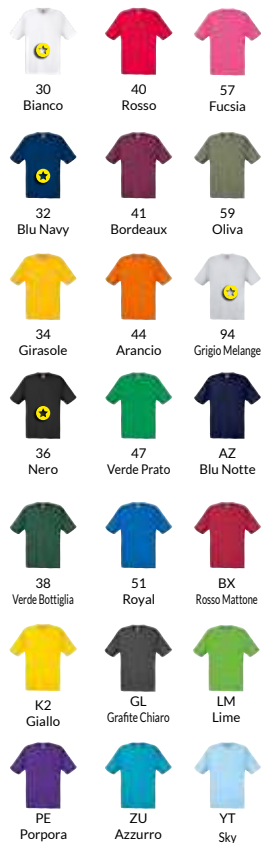 30
Bianco
40
Rosso
57
Fucsia
32
Blu Navy
41
Bordeaux
59
Oliva
34
Girasole
44
Arancio
94
Grigio Melange
36
Nero
47
Verde Prato
AZ
Blu Notte
38
Verde Bottiglia
51
Royal
BX
Rosso Mattone
K2
Giallo
GL
Grafite Chiaro
LM
Lime
PE
Porpora
ZU
Azzurro
YT
Sky